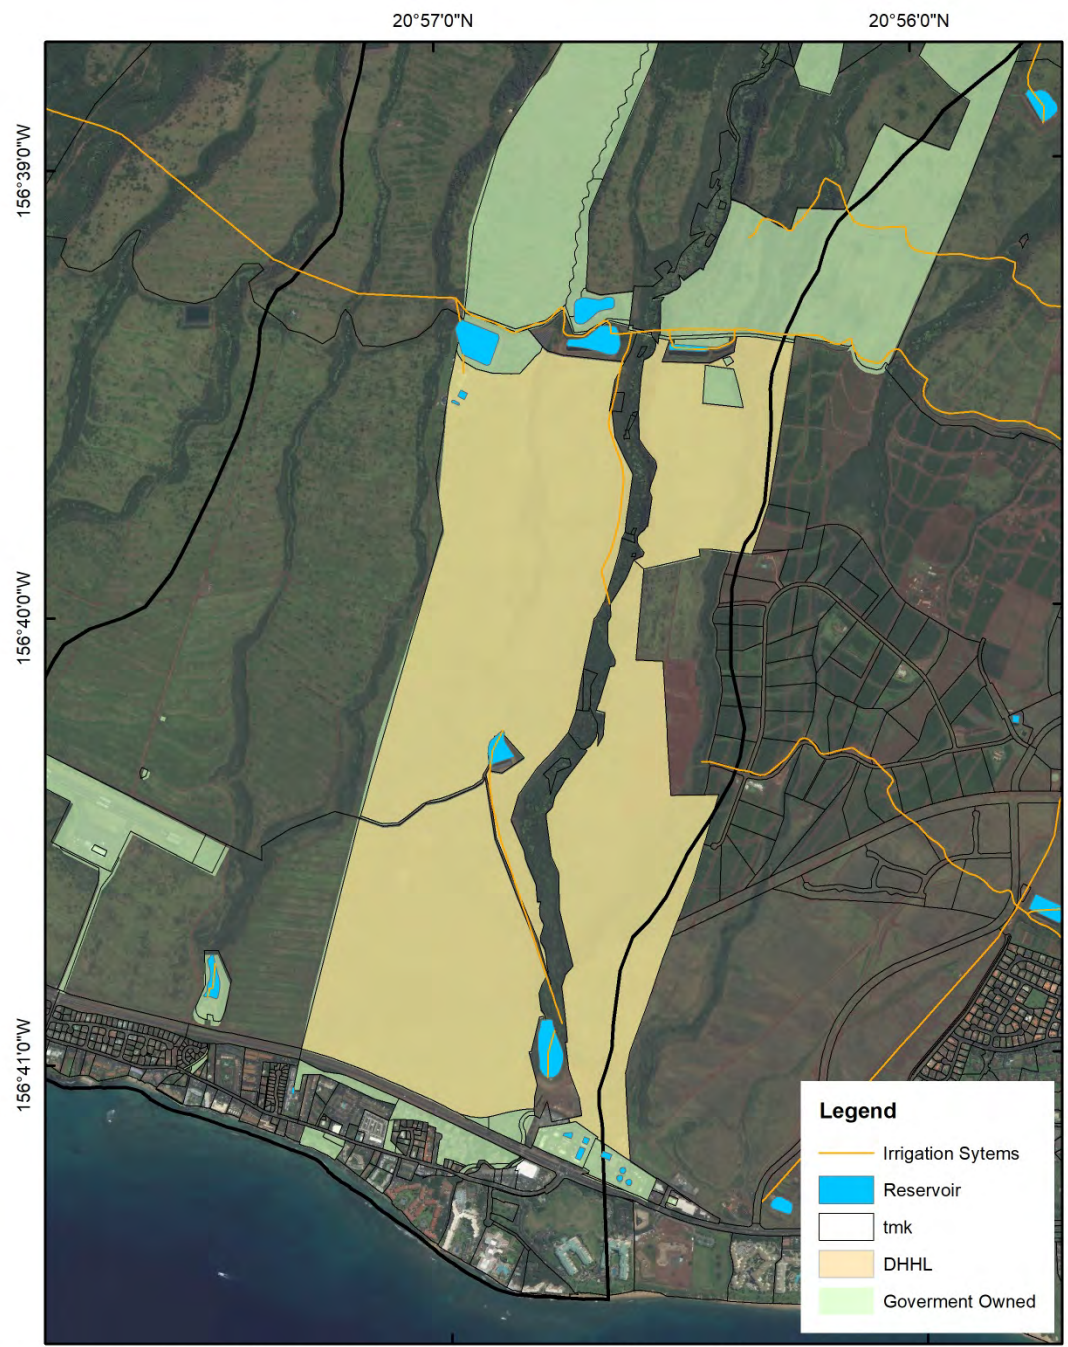 20°57'0"N
20°56'0"N
156°39'0"W
156°40'0"W
156°41'0"W
Legend
Irrigation Sytems
Reservoir
tmk
DHHL
Goverment Owned